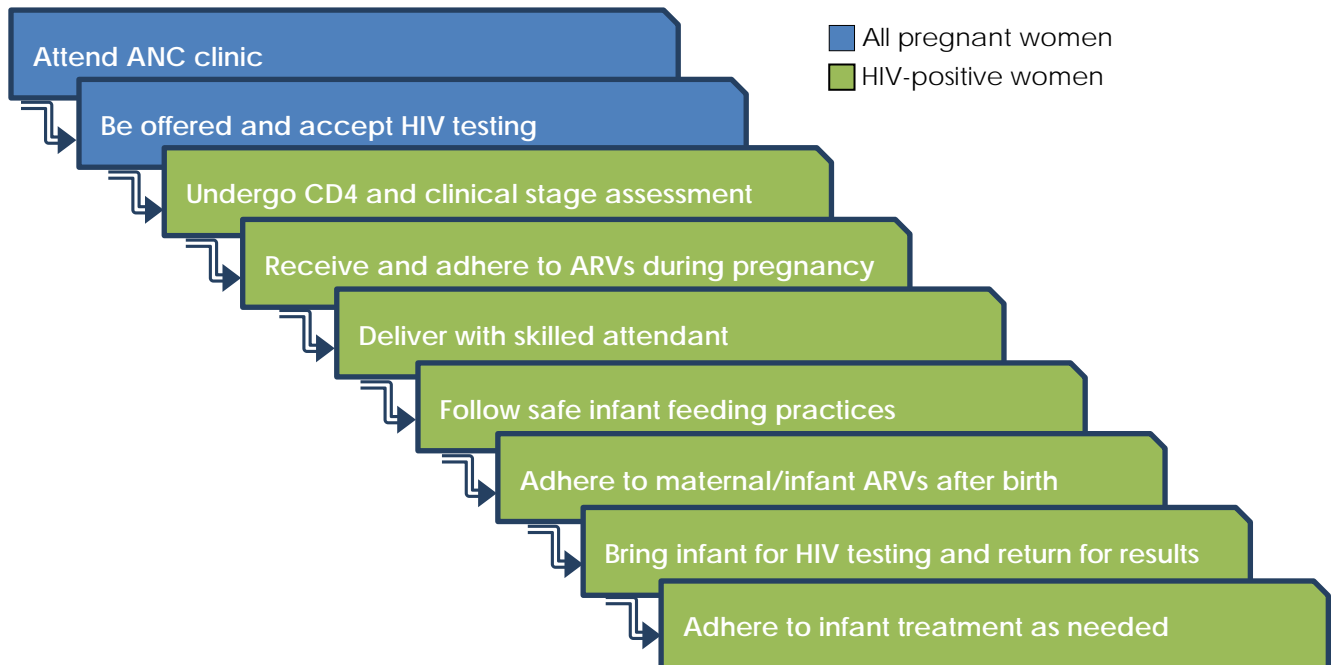 Attend ANC clinic
All pregnant women
HIV-positive women
Be offered and accept HIV testing
Undergo CD4 and clinical stage assessment
Receive and adhere to ARVs during pregnancy
Deliver with skilled attendant
Follow safe infant feeding practices
Adhere to maternal/infant ARVs after birth
Bring infant for HIV testing and return for results
Adhere to infant treatment as needed